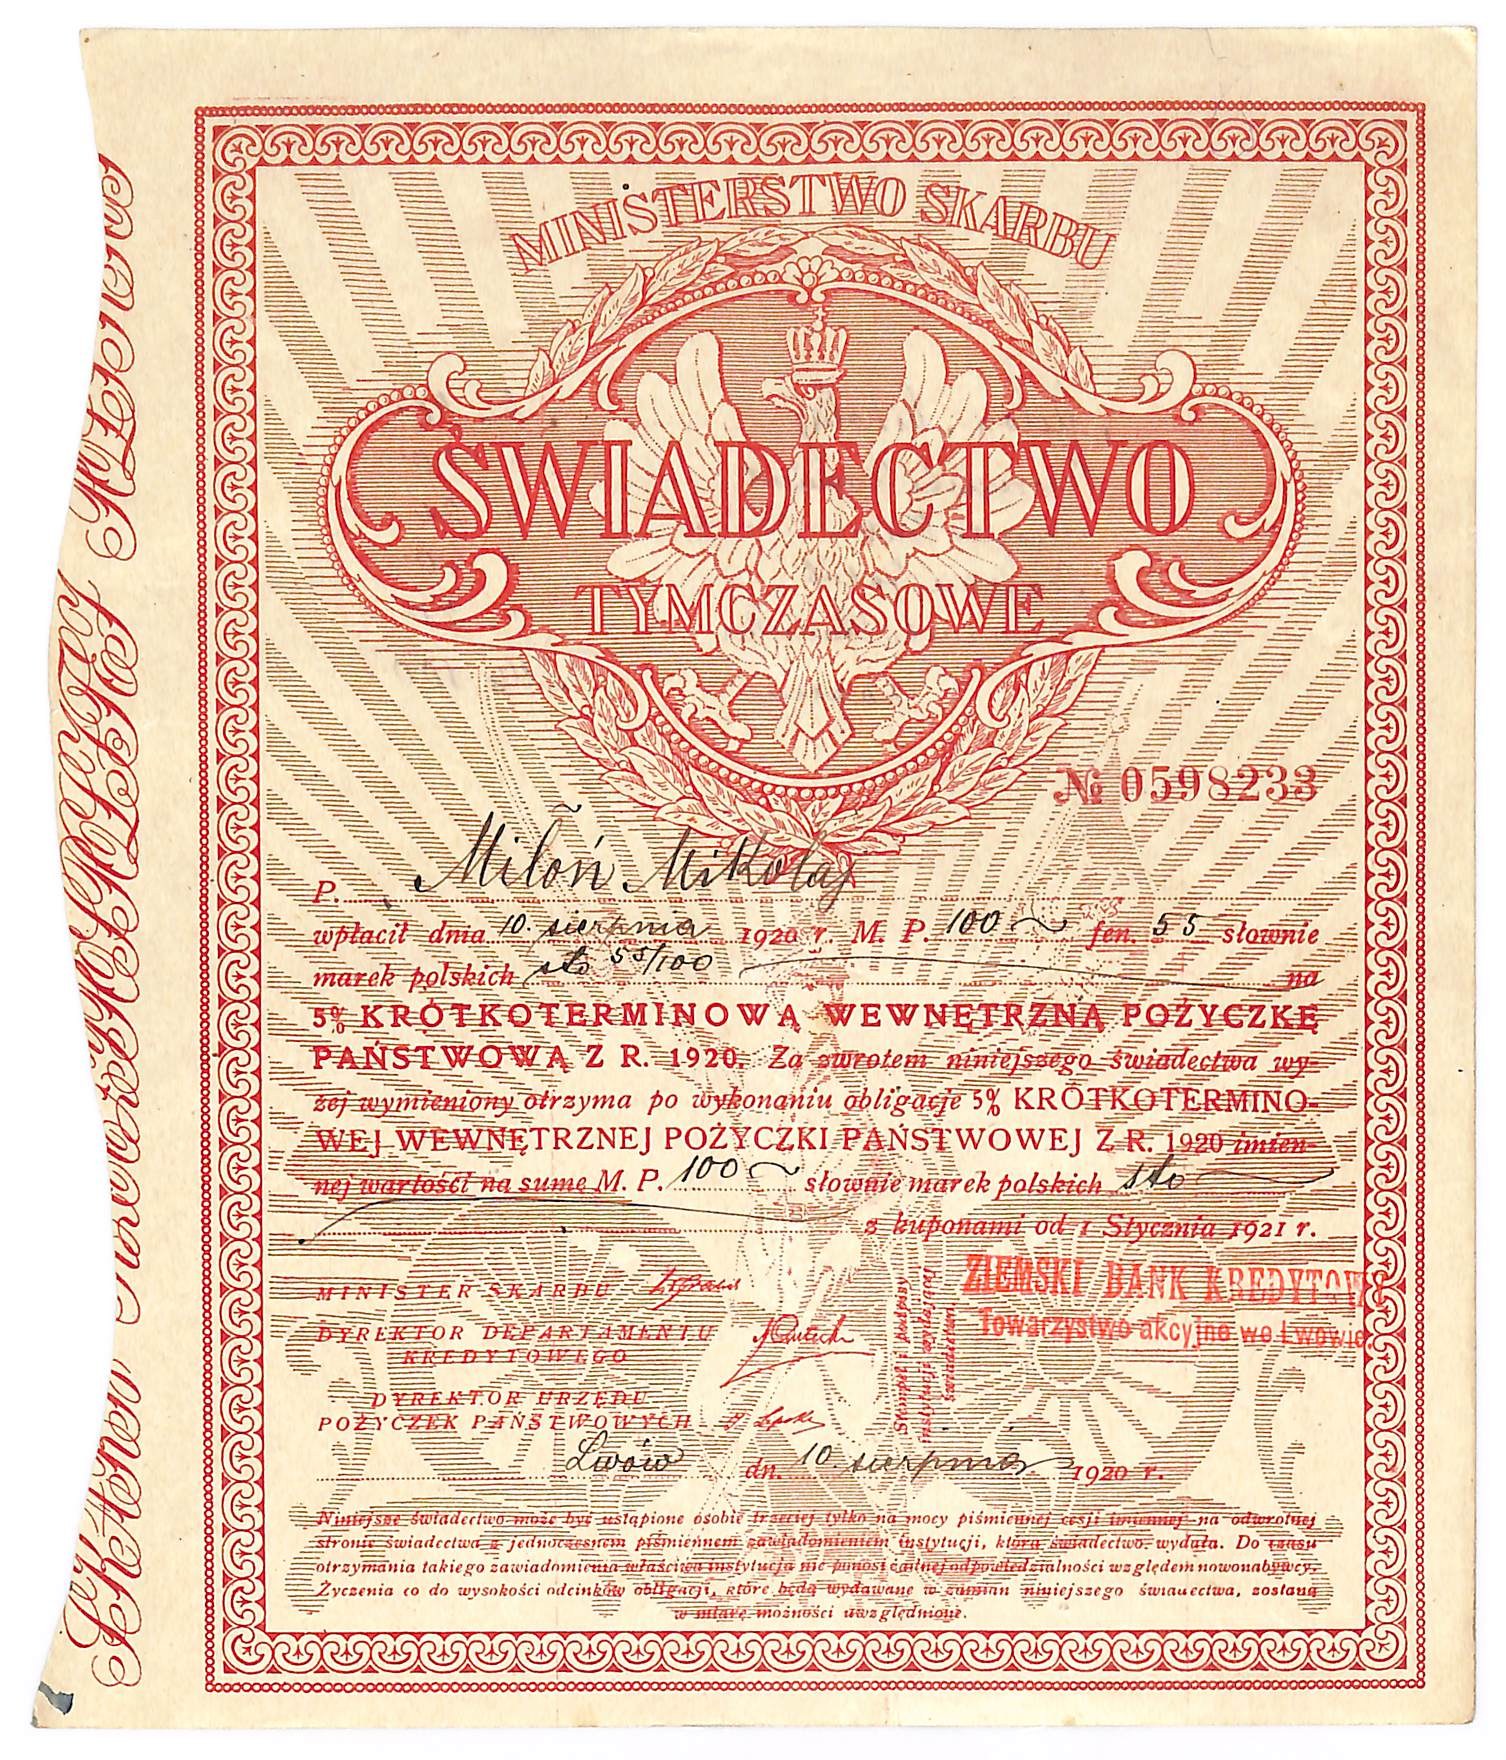 MINISTERSTWO SKARBU
ŚWIADECTWO
TYMCZASOWE
№ 0598233
P. Miloń Mikołaj
wpłacił dnia 10. sierpnia 1920 r. M. P. 100 ~ fen. 55 słownie
marek polskich sto 55/100 na
5% KRÓTKOTERMINOWĄ WEWNĘTRZNĄ POŻYCZKĘ
PAŃSTWOWĄ Z R. 1920. Za zwrotem niniejszego świadectwa wy-
żej wymieniony otrzyma po wykonaniu obligacje 5% KRÓTKOTERMINO-
WEJ WEWNĘTRZNEJ POŻYCZKI PAŃSTWOWEJ Z R. 1920 imien-
nej wartości na sumę M. P. 100 ~ słownie marek polskich sto
z kuponami od 1 Stycznia 1921 r.
MINISTER SKARBU
DYREKTOR DEPARTAMENTU
KREDYTOWEGO
DYREKTOR URZĘDU
POŻYCZEK PAŃSTWOWYCH
Stempel i podpisy
instytucji wydającej
świadectwo.
ZIEMSKI BANK KREDYTOWY
Towarzystwo akcyjne we Lwowie.
Lwów dn. 10 sierpnia 1920 r.
Niniejsze świadectwo może być ustąpione osobie trzeciej tylko na mocy piśmiennej cesji imiennej na odwrotnej
stronie świadectwa z jednoczesnem piśmiennem zawiadomieniem instytucji, która świadectwo wydała. Do czasu
otrzymania takiego zawiadomienia właściwa instytucja nie ponosi żadnej odpowiedzialności względem nowonabywcy.
Życzenia co do wysokości odcinków obligacji, które będą wydawane w zamian niniejszego świadectwa, zostaną
w miarę możności uwzględnione.